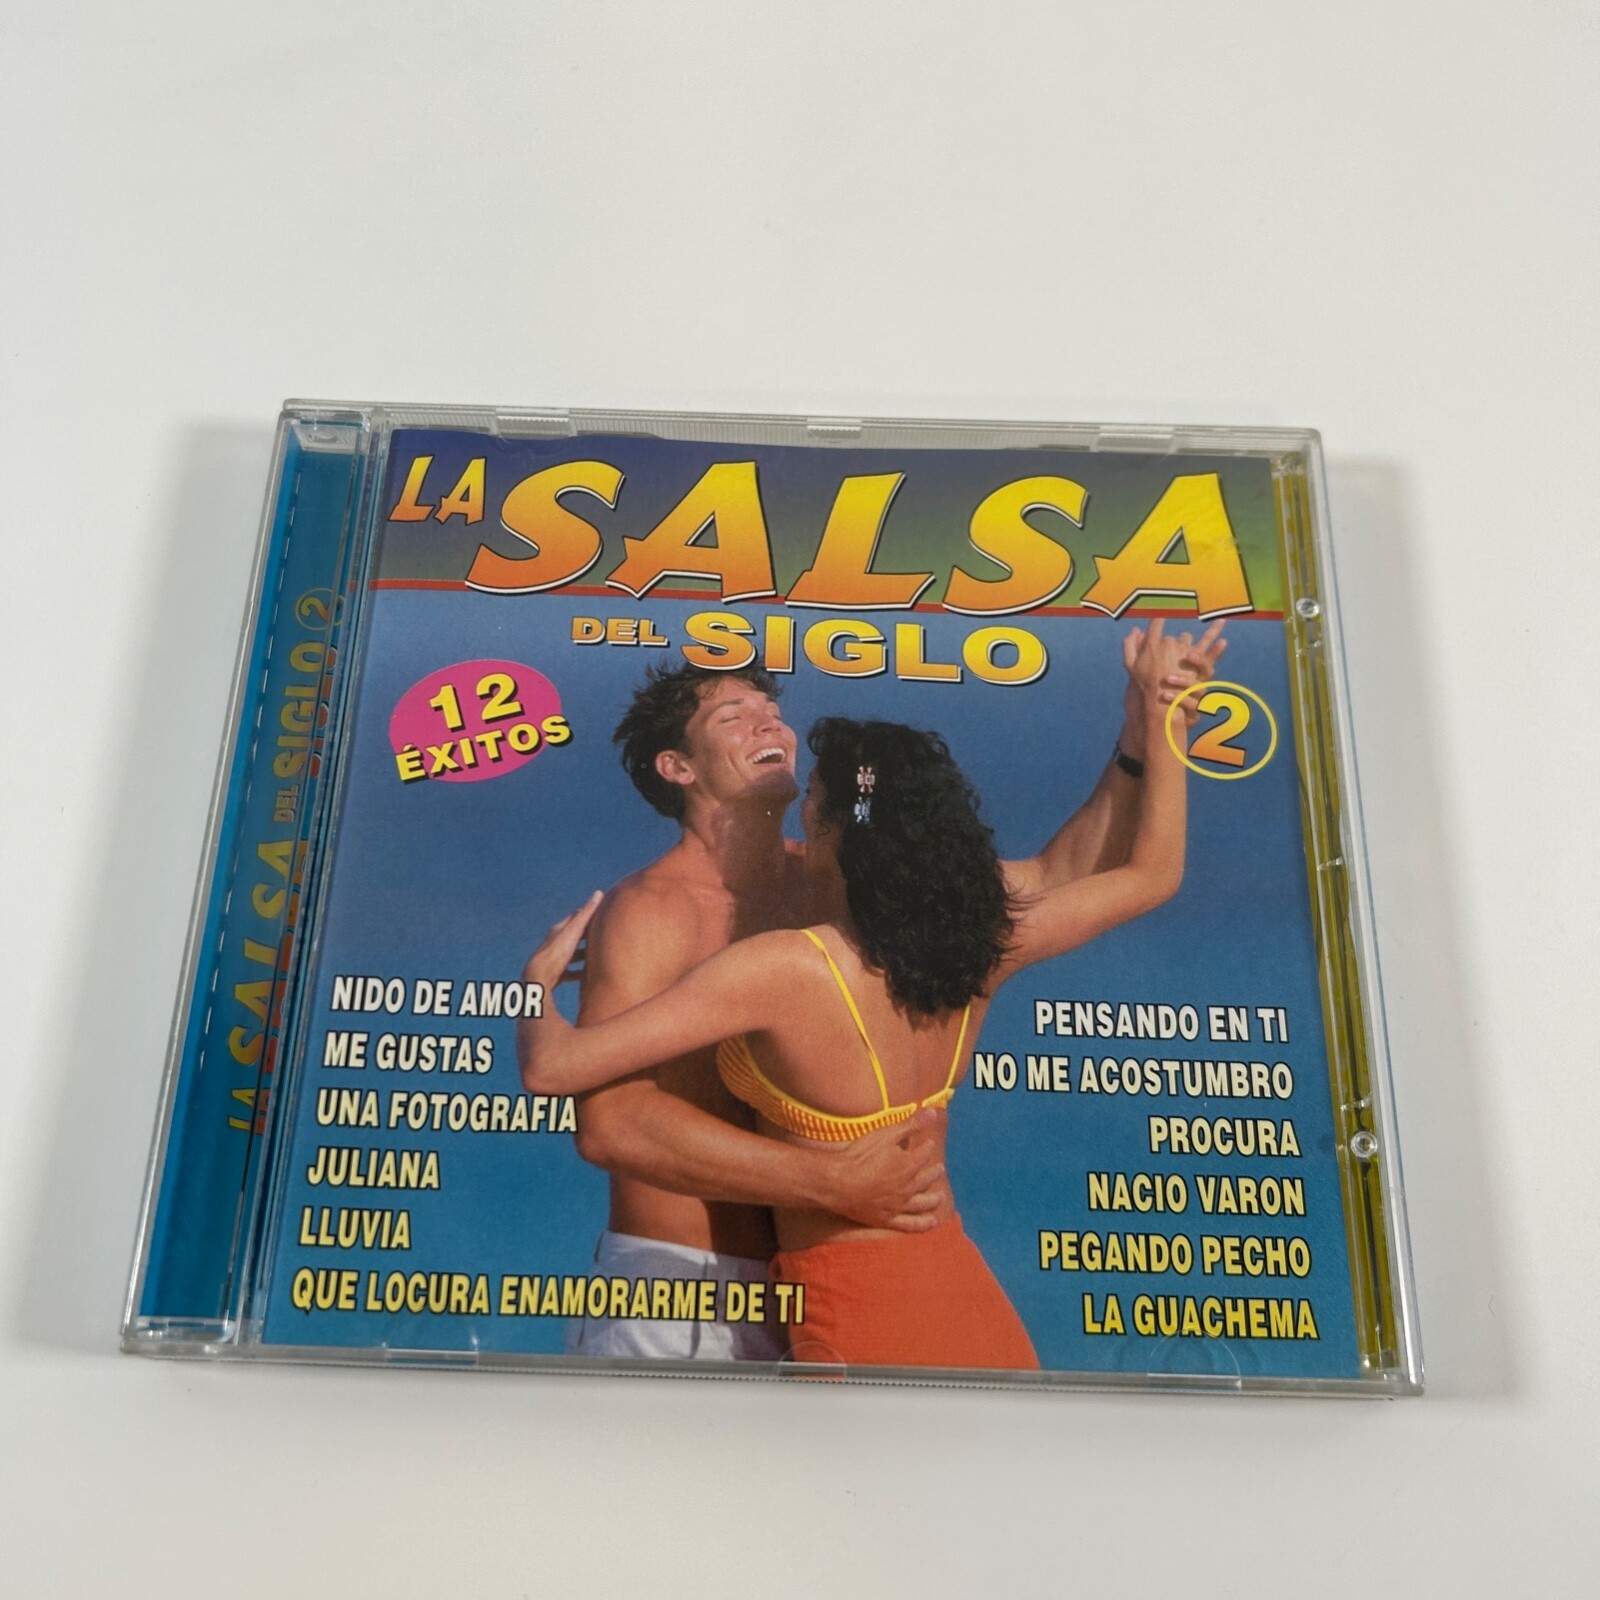 LA SALSA
DEL SIGLO
2
12
ÉXITOS
NIDO DE AMOR
ME GUSTAS
UNA FOTOGRAFIA
JULIANA
LLUVIA
QUE LOCURA ENAMORARME DE TI
PENSANDO EN TI
NO ME ACOSTUMBRO
PROCURA
NACIO VARON
PEGANDO PECHO
LA GUACHEMA
LA SALSA DEL SIGLO 2